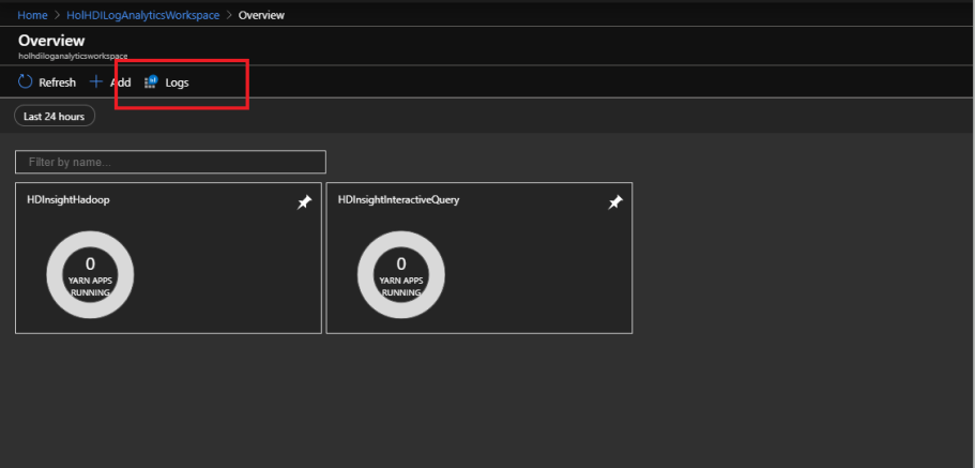 Home > HolHDILogAnalyticsWorkspace > Overview
Overview
holhdiloganalyticsworkspace
Refresh + Add Logs
Last 24 hours
Filter by name...
HDInsightHadoop
0
YARN APPS
RUNNING
HDInsightInteractiveQuery
0
YARN APPS
RUNNING